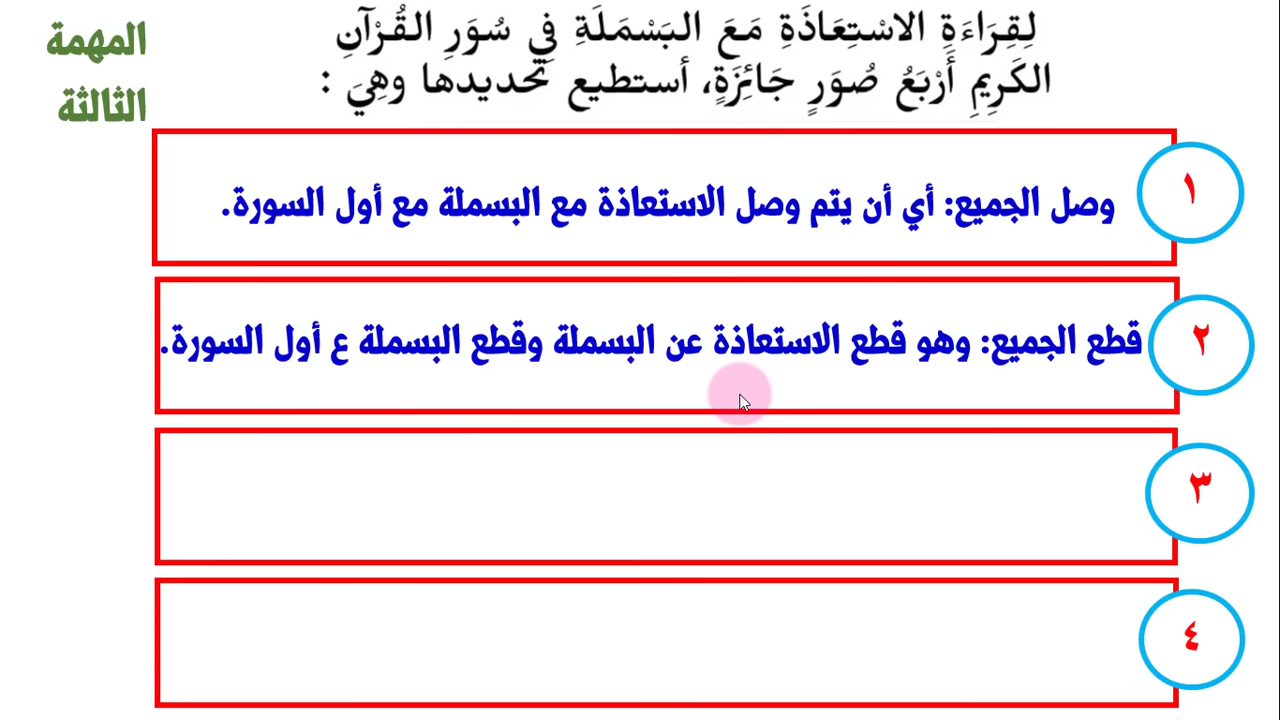 المهمة
الثالثة
لِقِرَاءَةِ الاسْتِعَاذَةِ مَعَ البَسْمَلَةِ فِي سُوَرِ القُرْآنِ
الكَرِيمِ أَرْبَعُ صُوَرٍ جَائِزَةٍ، أستطيع تحديدها وهِيَ :
١
وصل الجميع: أي أن يتم وصل الاستعاذة مع البسملة مع أول السورة.
٢
قطع الجميع: وهو قطع الاستعاذة عن البسملة وقطع البسملة ع أول السورة.
٣
٤